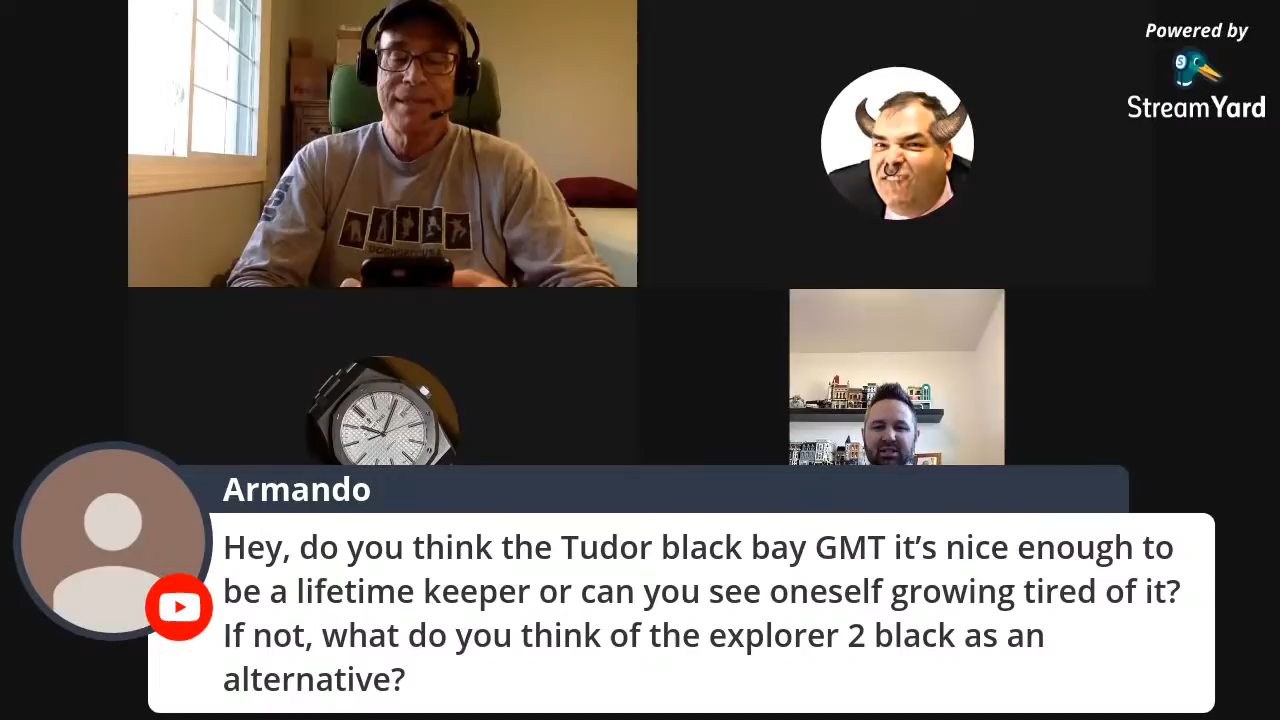 Powered by
StreamYard
Armando
Hey, do you think the Tudor black bay GMT it’s nice enough to
be a lifetime keeper or can you see oneself growing tired of it?
If not, what do you think of the explorer 2 black as an
alternative?